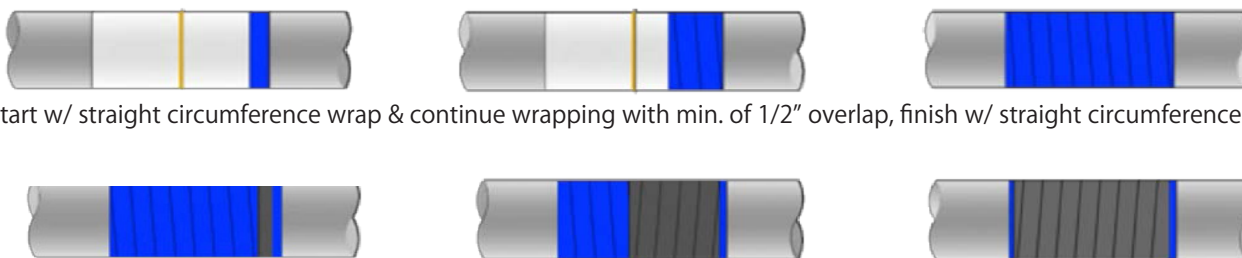 tart w/ straight circumference wrap & continue wrapping with min. of 1/2” overlap, finish w/ straight circumference